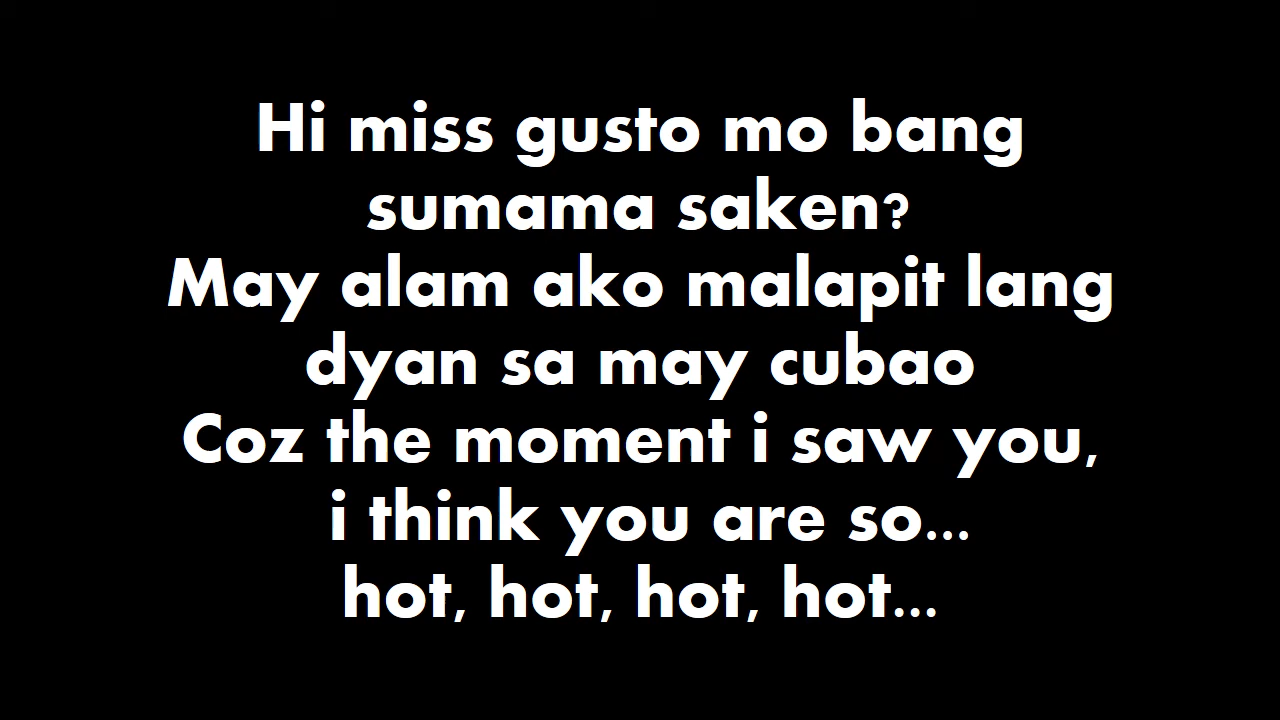 Hi miss gusto mo bang
sumama saken?
May alam ako malapit lang
dyan sa may cubao
Coz the moment i saw you,
i think you are so...
hot, hot, hot, hot...